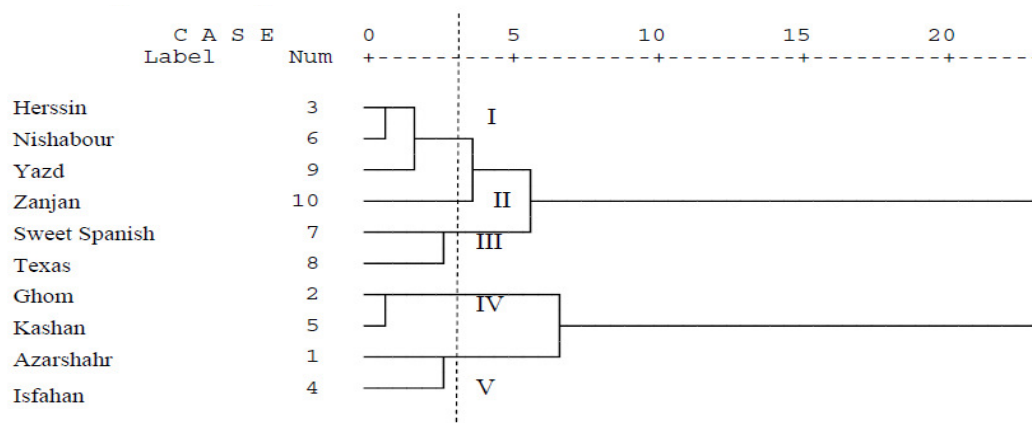 C A S E 0 5 10 15 20
Label Num +---------+---------+---------+---------+------
Herssin 3 I
Nishabour 6
Yazd 9
Zanjan 10 II
Sweet Spanish 7 III
Texas 8
Ghom 2 IV
Kashan 5
Azarshahr 1
Isfahan 4 V